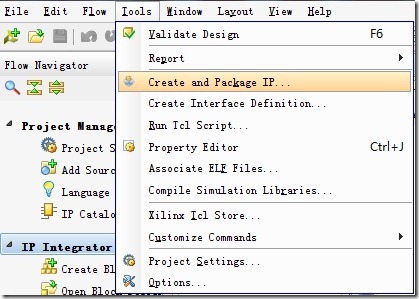 File Edit Flow Tools Window Layout View Help
Validate Design F6
Flow Navigator
Report
Create and Package IP...
Create Interface Definition...
Run Tcl Script...
Project Manage
Property Editor Ctrl+J
Project S
Associate ELF Files...
Add Sourc
Compile Simulation Libraries...
Language
IP Catalo
Xilinx Tcl Store...
Customize Commands
IP Integrator
Project Settings...
Create Bl
Options...
Open Block